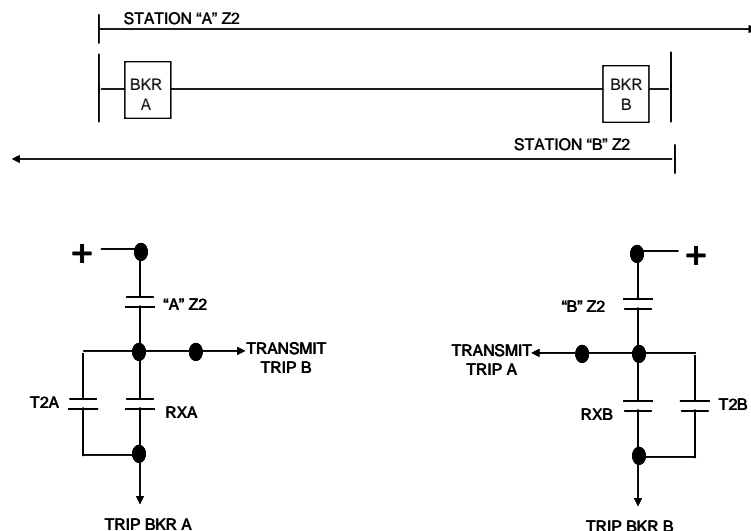 STATION “A” Z2
BKR
A
BKR
B
STATION “B” Z2
+
+
“A” Z2
“B” Z2
TRANSMIT
TRIP B
TRANSMIT
TRIP A
T2A
RXA
RXB
T2B
TRIP BKR A
TRIP BKR B